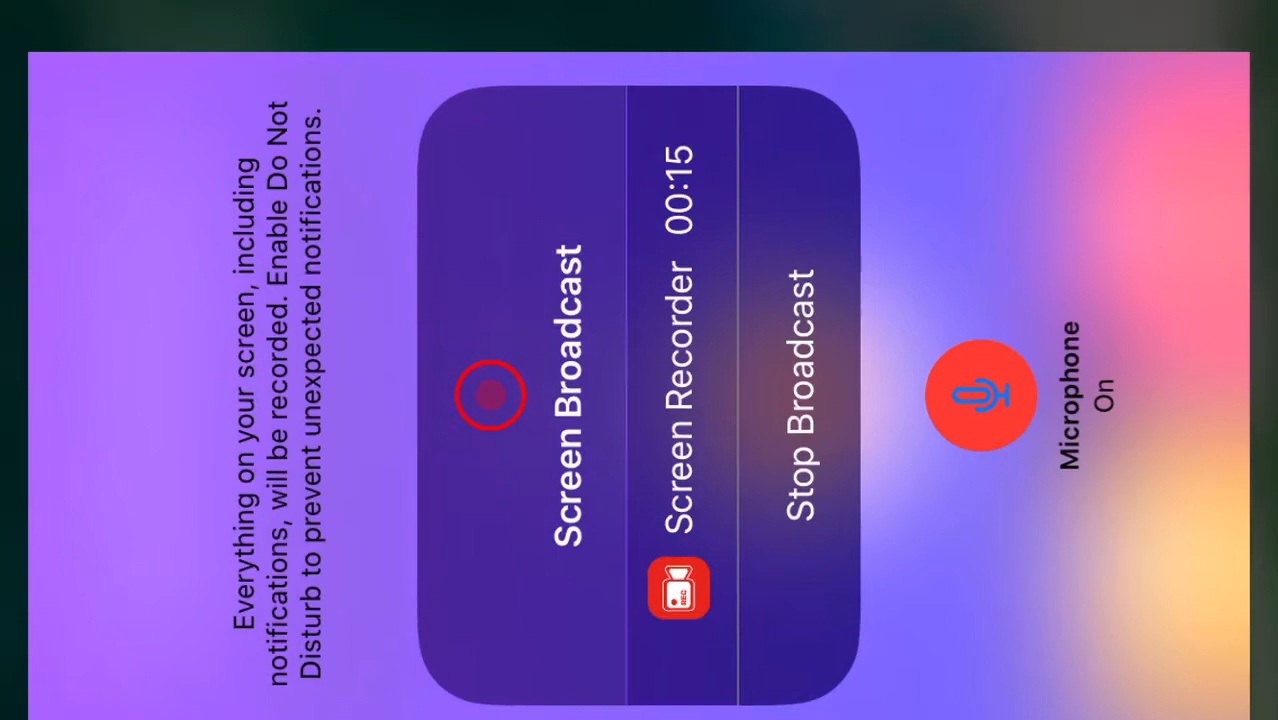 Everything on your screen, including
notifications, will be recorded. Enable Do Not
Disturb to prevent unexpected notifications.
Screen Broadcast
REC
Screen Recorder 00:15
Stop Broadcast
Microphone
On